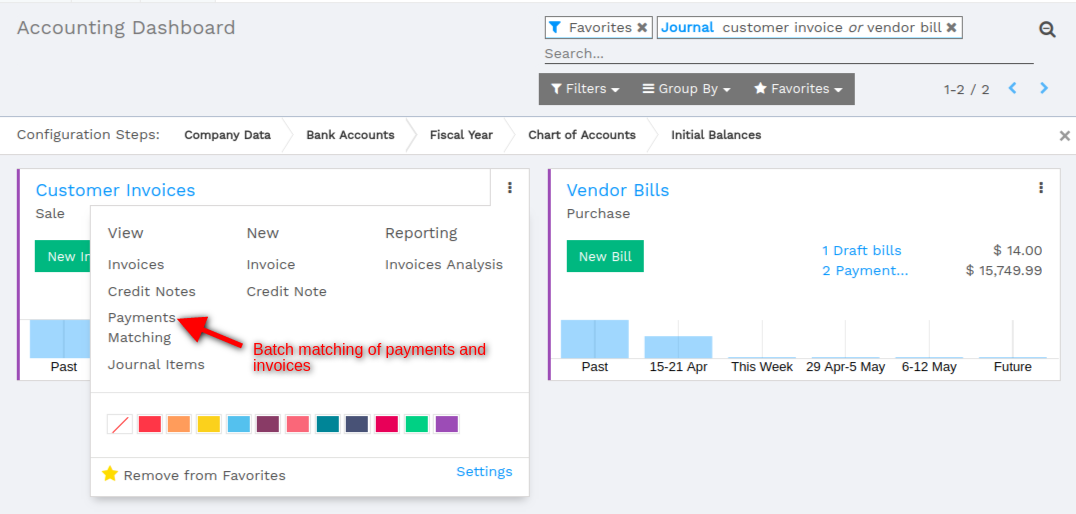 Accounting Dashboard
Favorites ✖ Journal customer invoice or vendor bill ✖
Search...
Filters Group By Favorites
1-2 / 2
Configuration Steps: Company Data Bank Accounts Fiscal Year Chart of Accounts Initial Balances ×
Customer Invoices
Sale
New In
Past
View
Invoices
Credit Notes
Payments
Matching
Journal Items
New
Invoice
Credit Note
Reporting
Invoices Analysis
Batch matching of payments and
invoices
Remove from Favorites
Settings
Vendor Bills
Purchase
New Bill
1 Draft bills $ 14.00
2 Payment... $ 15,749.99
Past 15-21 Apr This Week 29 Apr-5 May 6-12 May Future